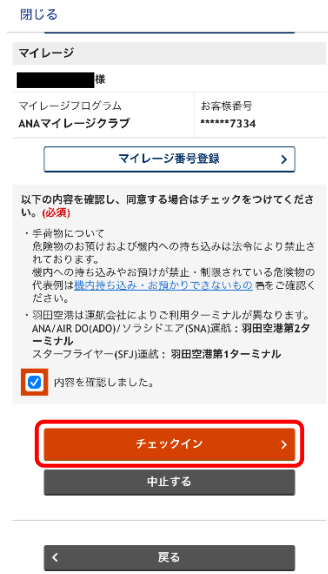 閉じる
マイレージ
様
マイレージプログラム
お客様番号
ANAマイレージクラブ
******7334
マイレージ番号登録
以下の内容を確認し、同意する場合はチェックをつけてくださ
い。(必須)
・手荷物について
危険物のお預けおよび機内への持ち込みは法令により禁止さ
れております。
機内への持ち込みやお預けが禁止・制限されている危険物の
代表例は機内持ち込み・お預かりできないものをご確認く
ださい。
・羽田空港は運航会社によりご利用ターミナルが異なります。
ANA/AIR DO(ADO)/ソラシドエア(SNA)運航：羽田空港第2タ
ーミナル
スターフライヤー(SFJ)運航：羽田空港第1ターミナル
内容を確認しました。
チェックイン
中止する
戻る